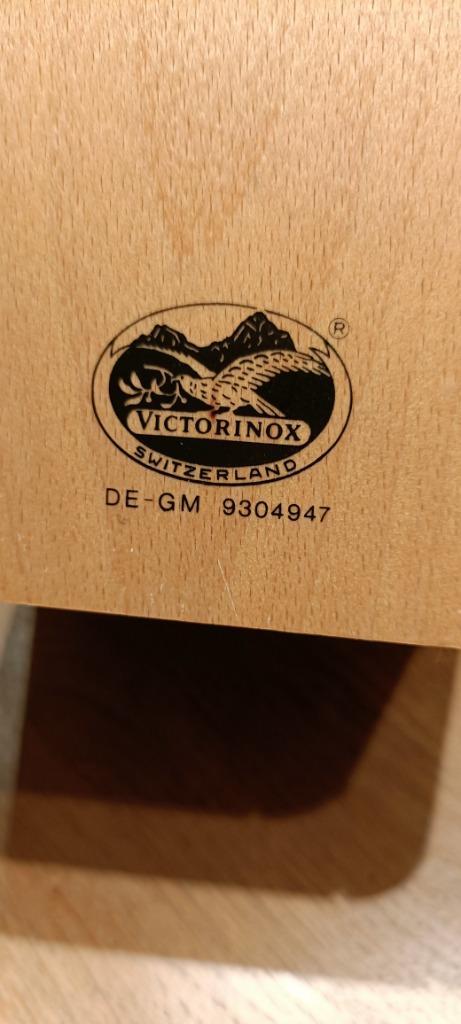 ®
VICTORINOX
SWITZERLAND
DE-GM 9304947